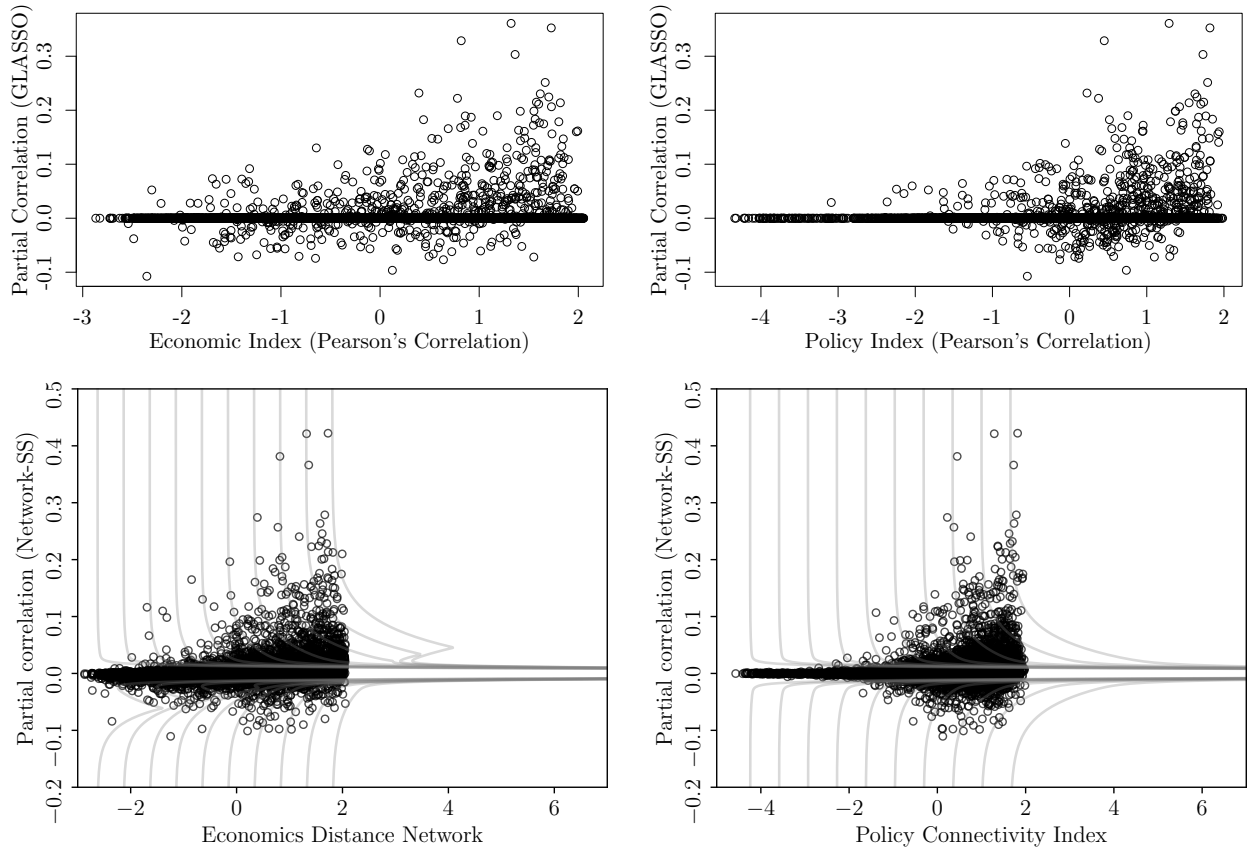 Partial Correlation (GLASSO)
0.3
0.2
0.1
0.0
-0.1
-3 -2 -1 0 1 2
Economic Index (Pearson's Correlation)
Partial Correlation (GLASSO)
0.3
0.2
0.1
0.0
-0.1
-4 -3 -2 -1 0 1 2
Policy Index (Pearson's Correlation)
Partial correlation (Network-SS)
0.5
0.4
0.3
0.2
0.1
0.0
−0.1
−0.2
−2 0 2 4 6
Economics Distance Network
Partial correlation (Network-SS)
0.5
0.4
0.3
0.2
0.1
0.0
−0.1
−0.2
−4 −2 0 2 4 6
Policy Connectivity Index